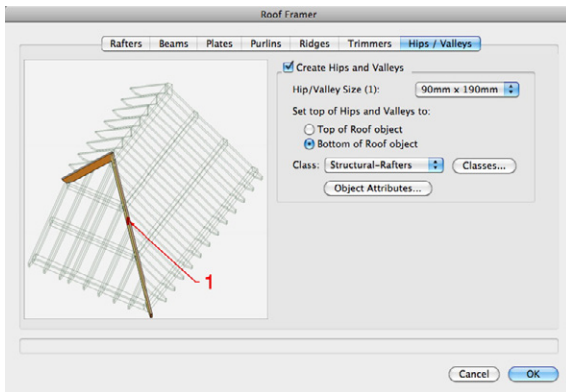 Roof Framer
Rafters Beams Plates Purlins Ridges Trimmers Hips / Valleys
Create Hips and Valleys
Hip/Valley Size (1): 90mm x 190mm
Set top of Hips and Valleys to:
Top of Roof object
Bottom of Roof object
Class: Structural-Rafters Classes...
Object Attributes...
1
Cancel OK